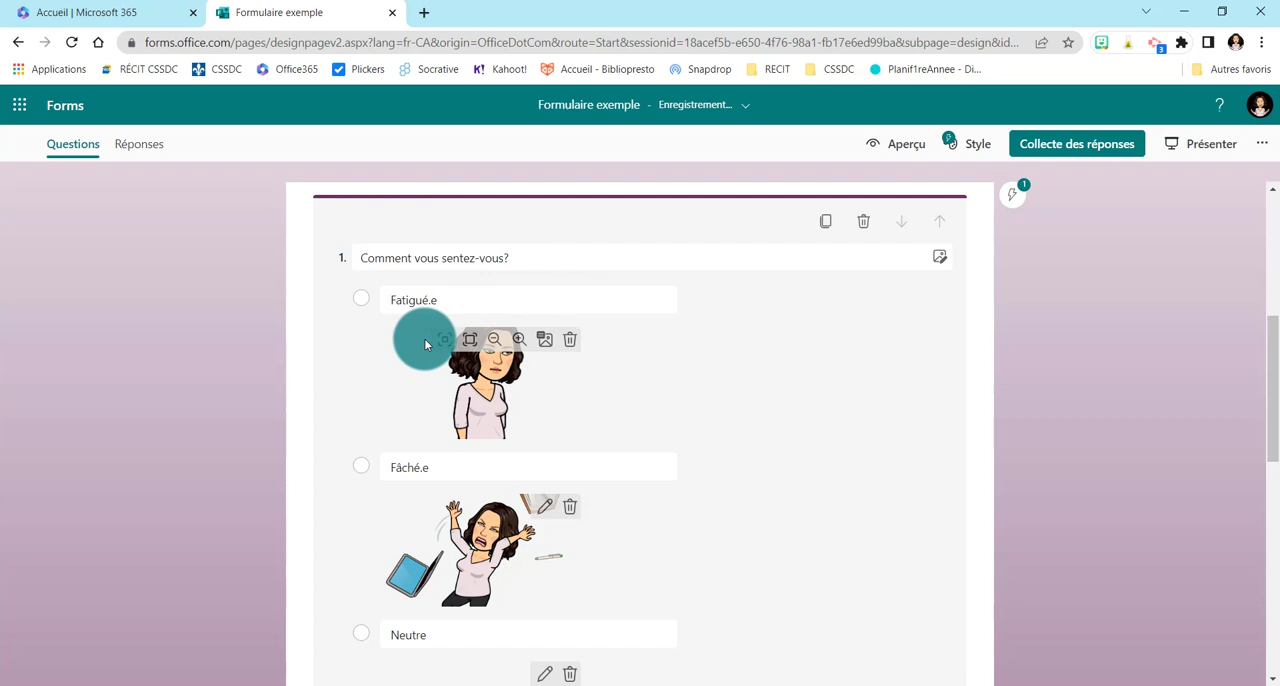 Accueil | Microsoft 365
Formulaire exemple
forms.office.com/pages/designpagev2.aspx?lang=fr-CA&origin=OfficeDotCom&route=Start&sessionid=18acef5b-e650-4f76-98a1-fb17e6ed99ba&subpage=design&id...
3
Applications RÉCIT CSSDC CSSDC Office365 Plickers Socrative Kahoot! Accueil - Bibliopresto Snapdrop RECIT CSSDC Planif1reAnnee - Di... Autres favoris
Forms
Formulaire exemple - Enregistrement...
?
Questions Réponses
Aperçu Style Collecte des réponses Présenter
1
1. Comment vous sentez-vous?
Fatigué.e
Fâché.e
Neutre